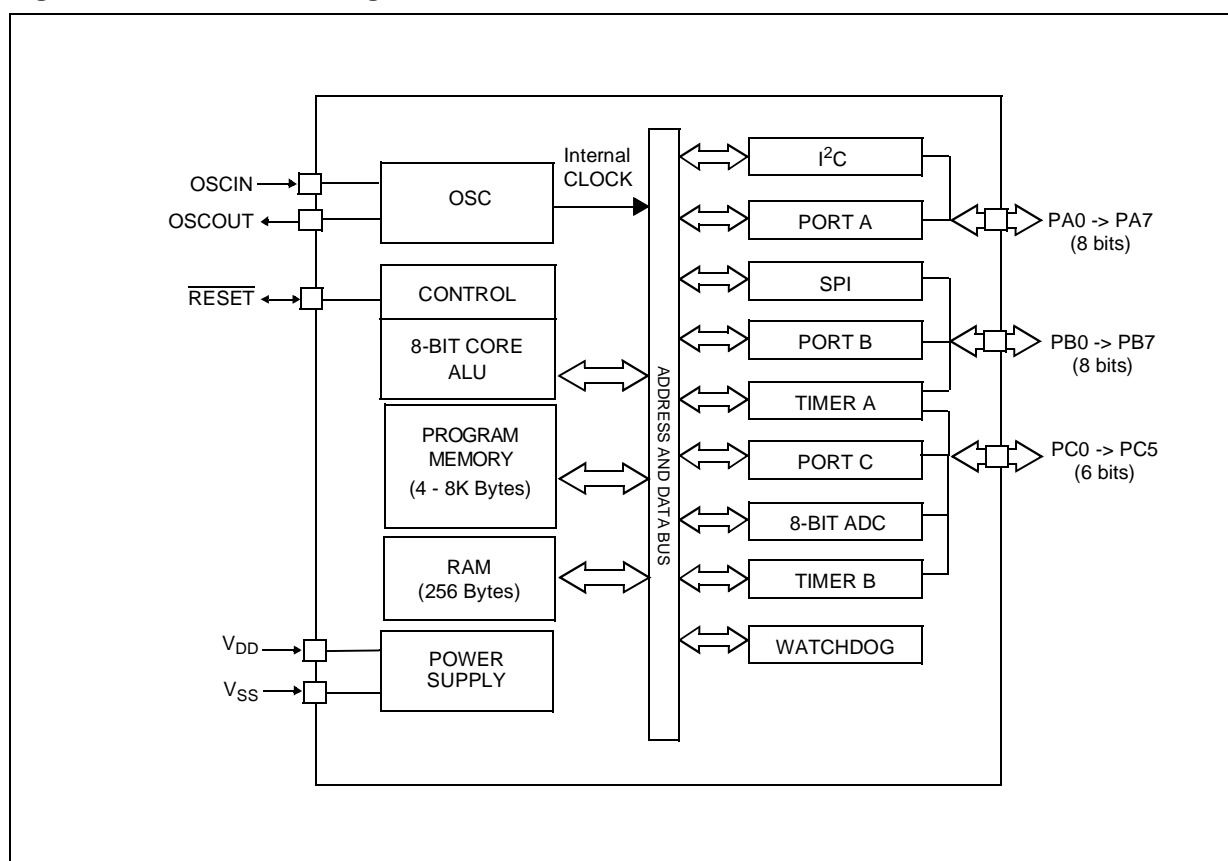 OSCIN
OSCOUT
RESET
V_DD
V_SS
OSC
Internal
CLOCK
CONTROL
8-BIT CORE
ALU
PROGRAM
MEMORY
(4 - 8K Bytes)
RAM
(256 Bytes)
POWER
SUPPLY
ADDRESS AND DATA BUS
I²C
PORT A
SPI
PORT B
TIMER A
PORT C
8-BIT ADC
TIMER B
WATCHDOG
PA0 -> PA7
(8 bits)
PB0 -> PB7
(8 bits)
PC0 -> PC5
(6 bits)